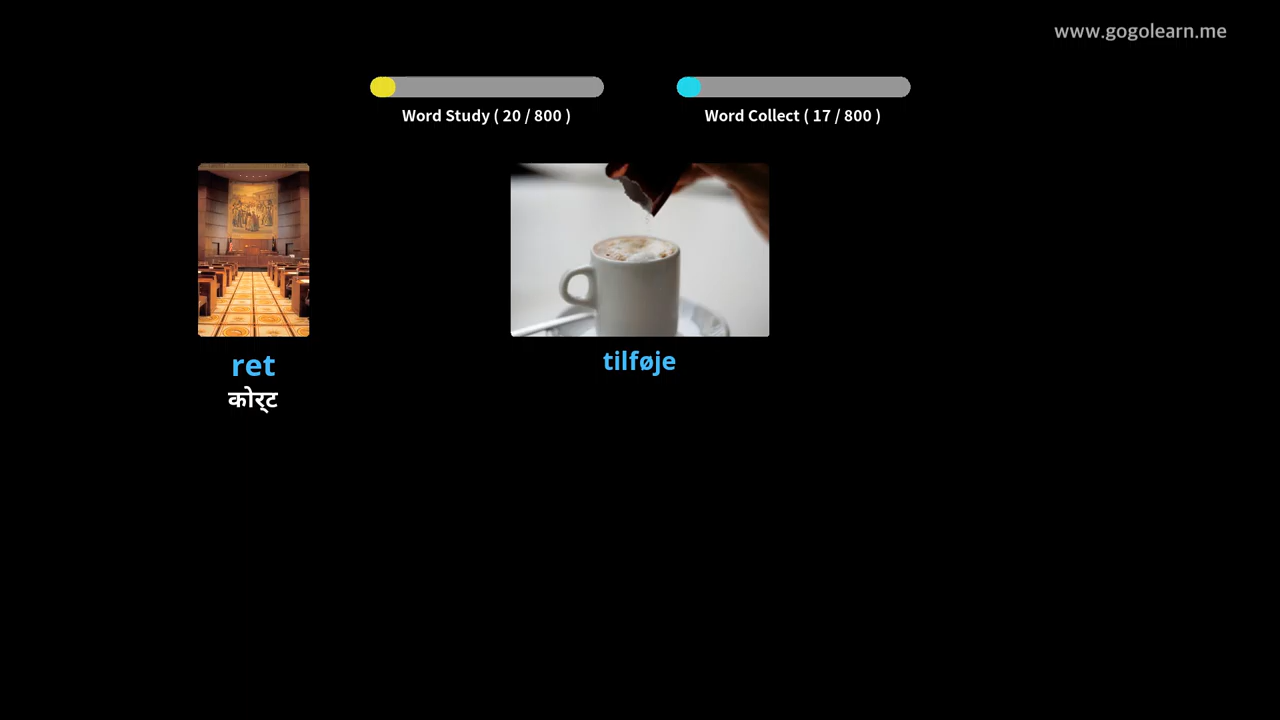 www.gogolearn.me
Word Study ( 20 / 800 )
Word Collect ( 17 / 800 )
ret
कोर्ट
tilføje